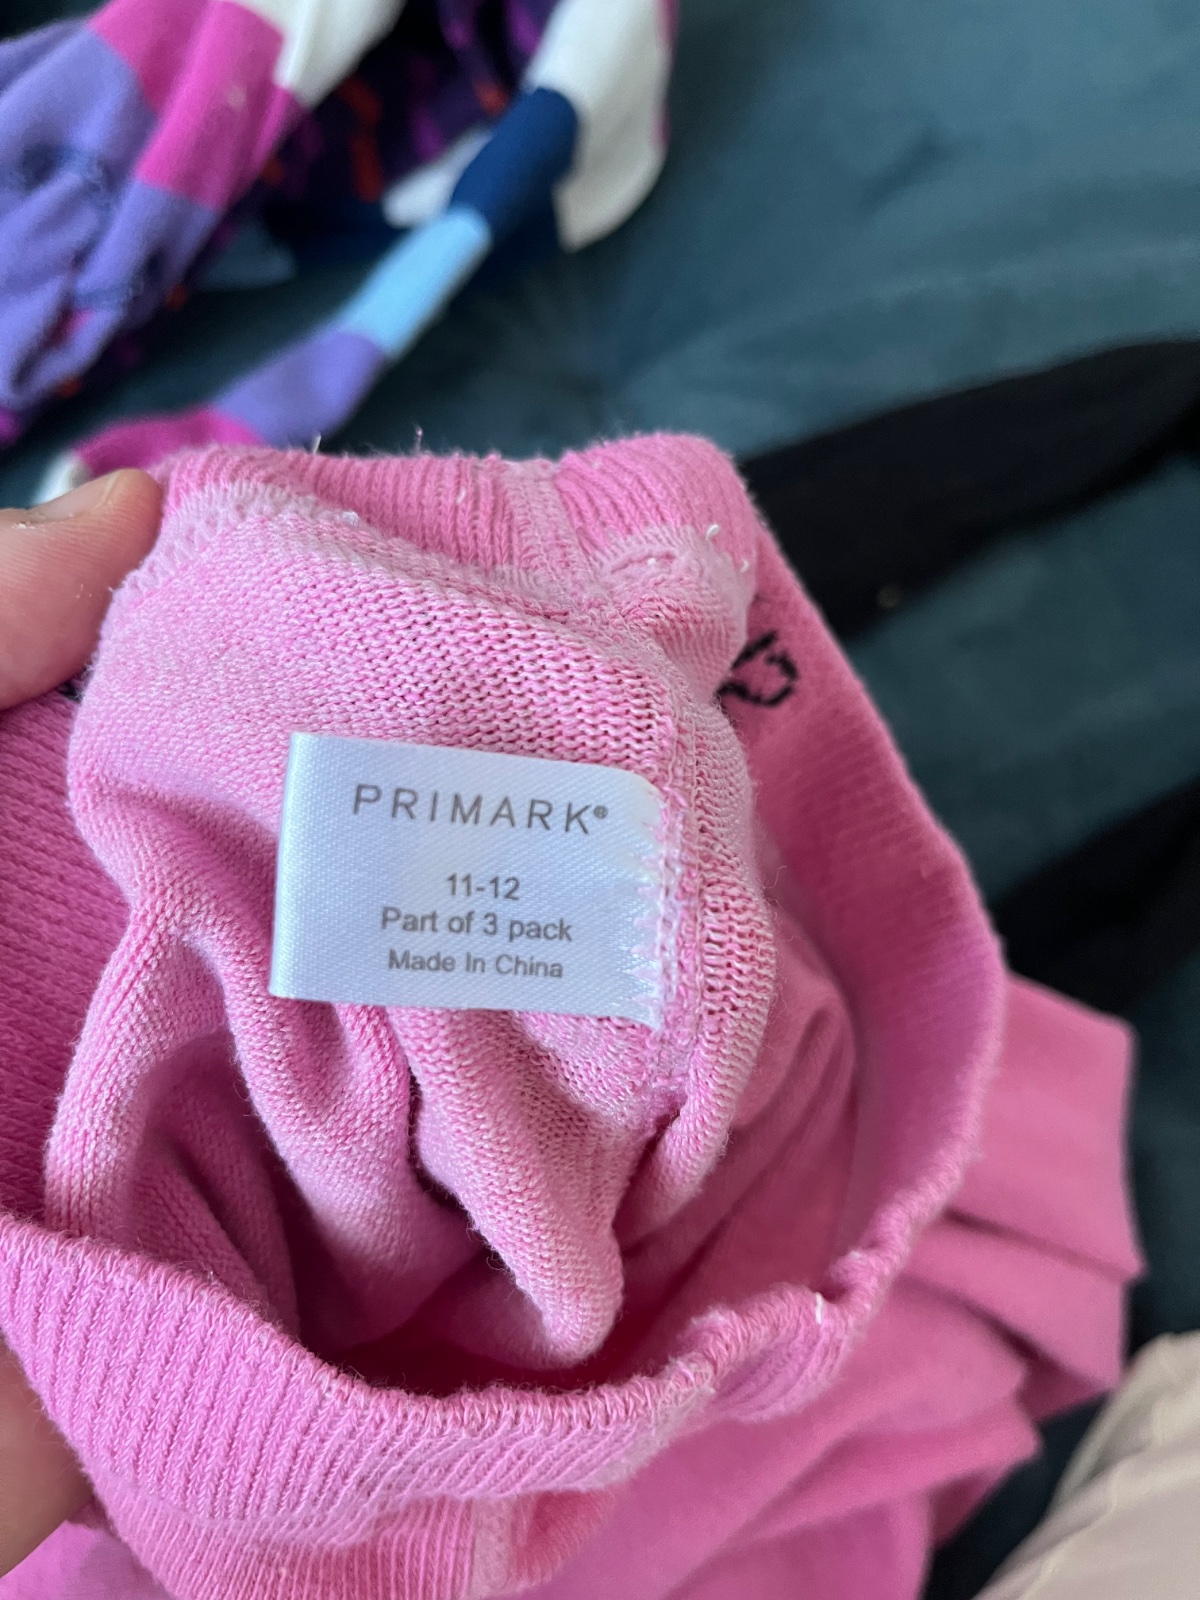 PRIMARK®
11-12
Part of 3 pack
Made In China